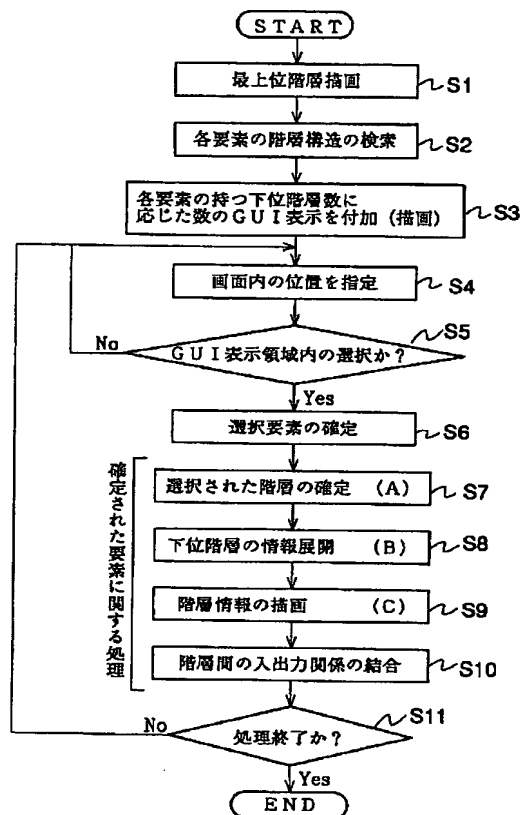 START
最上位階層描画
S1
各要素の階層構造の検索
S2
各要素の持つ下位階層数に
応じた数のGUI表示を付加(描画)
S3
画面内の位置を指定
S4
S5
No
GUI表示領域内の選択か?
Yes
選択要素の確定
S6
確定された要素に関する処理
選択された階層の確定 (A)
S7
下位階層の情報展開 (B)
S8
階層情報の描画 (C)
S9
階層間の入出力関係の結合
S10
S11
No
処理終了か?
Yes
END